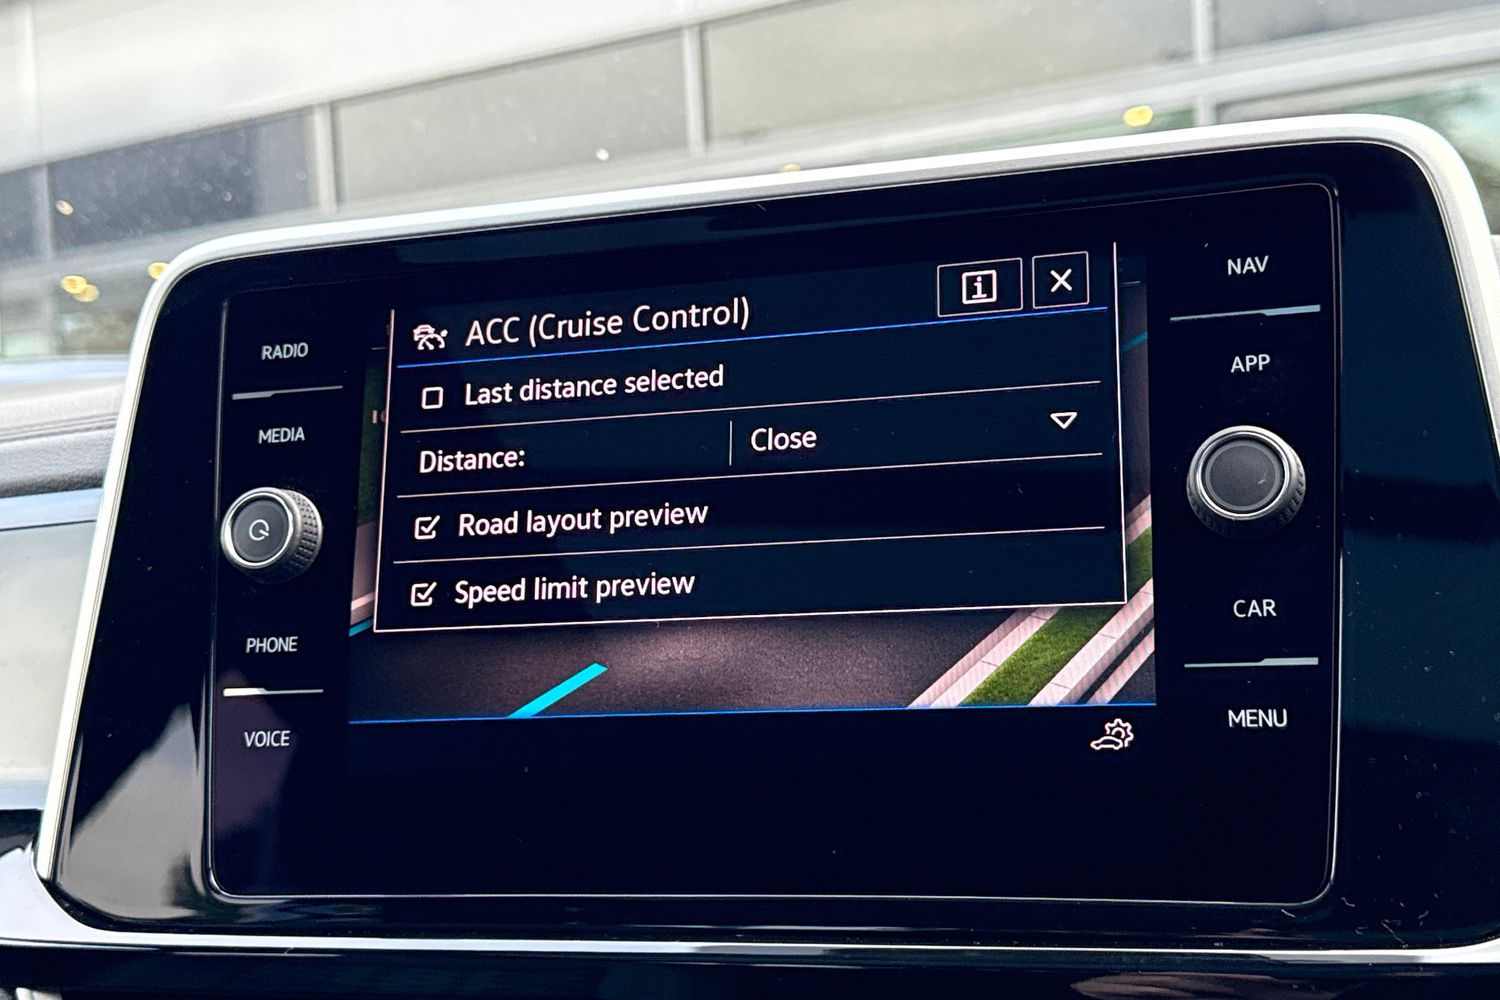 RADIO
MEDIA
PHONE
VOICE
ACC (Cruise Control)
Last distance selected
Distance: Close
Road layout preview
Speed limit preview
NAV
APP
CAR
MENU